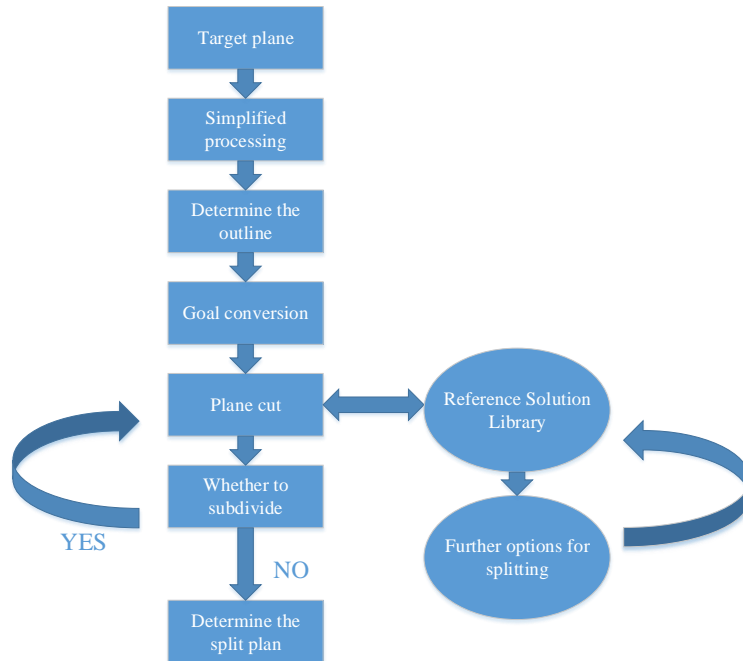 Target plane
Simplified
processing
Determine the
outline
Goal conversion
Plane cut
Reference Solution
Library
Whether to
subdivide
YES
Further options for
splitting
NO
Determine the
split plan